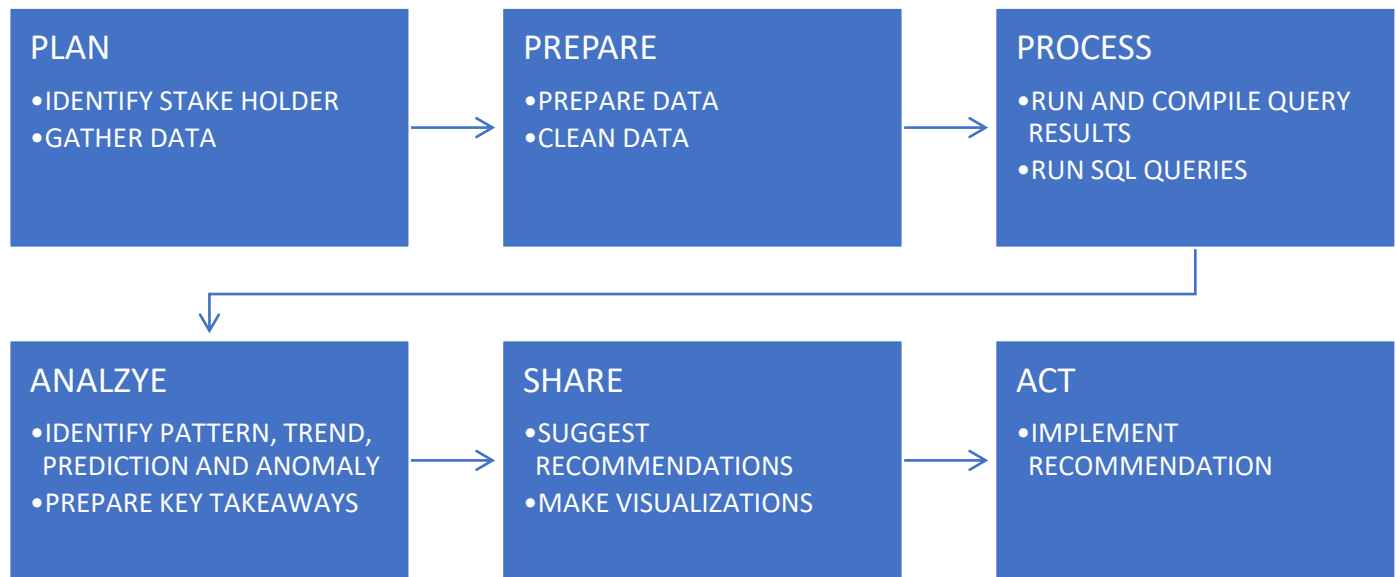 PLAN
•IDENTIFY STAKE HOLDER
•GATHER DATA
PREPARE
•PREPARE DATA
•CLEAN DATA
PROCESS
•RUN AND COMPILE QUERY
RESULTS
•RUN SQL QUERIES
ANALZYE
•IDENTIFY PATTERN, TREND,
PREDICTION AND ANOMALY
•PREPARE KEY TAKEAWAYS
SHARE
•SUGGEST
RECOMMENDATIONS
•MAKE VISUALIZATIONS
ACT
•IMPLEMENT
RECOMMENDATION